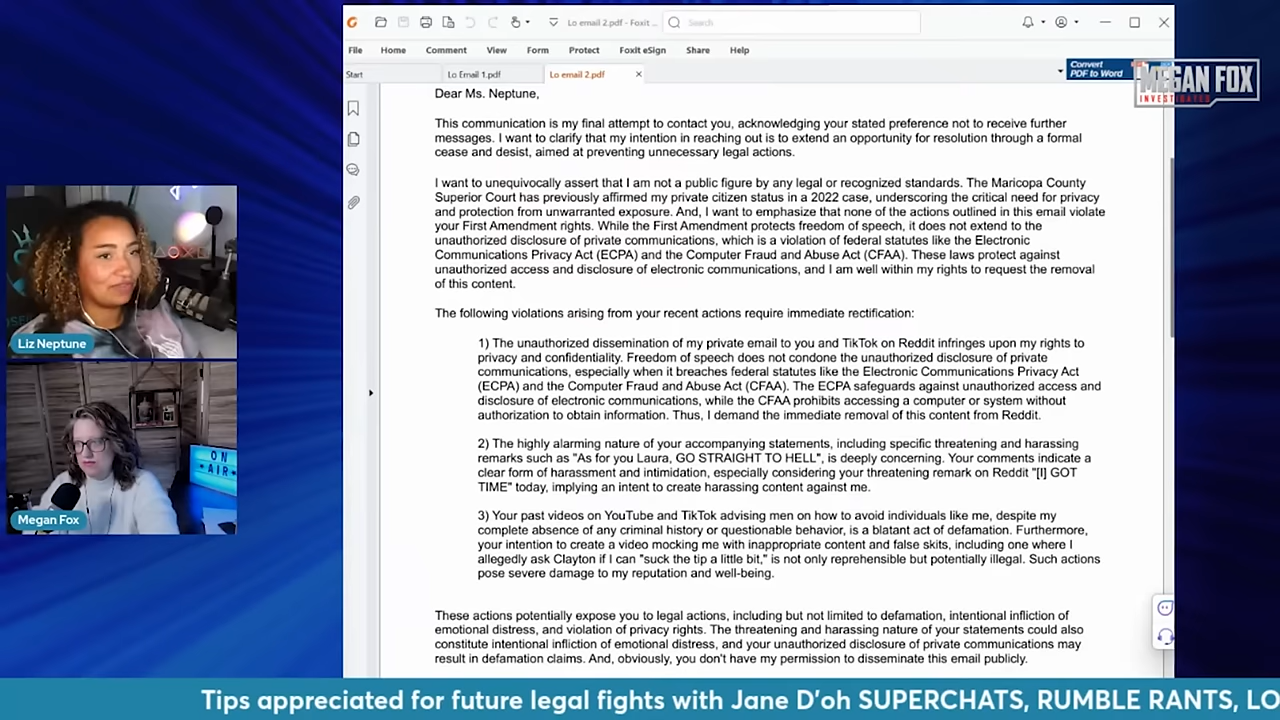 Lo email 2.pdf - Foxit ...
Search
File Home Comment View Form Protect Foxit eSign Share Help
Start
Lo Email 1.pdf
Lo email 2.pdf
Convert
PDF to Word
MEGAN FOX
INVESTIGATES
Dear Ms. Neptune,
This communication is my final attempt to contact you, acknowledging your stated preference not to receive further
messages. I want to clarify that my intention in reaching out is to extend an opportunity for resolution through a formal
cease and desist, aimed at preventing unnecessary legal actions.
I want to unequivocally assert that I am not a public figure by any legal or recognized standards. The Maricopa County
Superior Court has previously affirmed my private citizen status in a 2022 case, underscoring the critical need for privacy
and protection from unwarranted exposure. And, I want to emphasize that none of the actions outlined in this email violate
your First Amendment rights. While the First Amendment protects freedom of speech, it does not extend to the
unauthorized disclosure of private communications, which is a violation of federal statutes like the Electronic
Communications Privacy Act (ECPA) and the Computer Fraud and Abuse Act (CFAA). These laws protect against
unauthorized access and disclosure of electronic communications, and I am well within my rights to request the removal
of this content.
The following violations arising from your recent actions require immediate rectification:
1) The unauthorized dissemination of my private email to you and TikTok on Reddit infringes upon my rights to
privacy and confidentiality. Freedom of speech does not condone the unauthorized disclosure of private
communications, especially when it breaches federal statutes like the Electronic Communications Privacy Act
(ECPA) and the Computer Fraud and Abuse Act (CFAA). The ECPA safeguards against unauthorized access and
disclosure of electronic communications, while the CFAA prohibits accessing a computer or system without
authorization to obtain information. Thus, I demand the immediate removal of this content from Reddit.
2) The highly alarming nature of your accompanying statements, including specific threatening and harassing
remarks such as "As for you Laura, GO STRAIGHT TO HELL", is deeply concerning. Your comments indicate a
clear form of harassment and intimidation, especially considering your threatening remark on Reddit "[I] GOT
TIME" today, implying an intent to create harassing content against me.
3) Your past videos on YouTube and TikTok advising men on how to avoid individuals like me, despite my
complete absence of any criminal history or questionable behavior, is a blatant act of defamation. Furthermore,
your intention to create a video mocking me with inappropriate content and false skits, including one where I
allegedly ask Clayton if I can "suck the tip a little bit," is not only reprehensible but potentially illegal. Such actions
pose severe damage to my reputation and well-being.
These actions potentially expose you to legal actions, including but not limited to defamation, intentional infliction of
emotional distress, and violation of privacy rights. The threatening and harassing nature of your statements could also
constitute intentional infliction of emotional distress, and your unauthorized disclosure of private communications may
result in defamation claims. And, obviously, you don't have my permission to disseminate this email publicly.
Liz Neptune
ON
AIR
Megan Fox
Tips appreciated for future legal fights with Jane D'oh SUPERCHATS, RUMBLE RANTS, LO